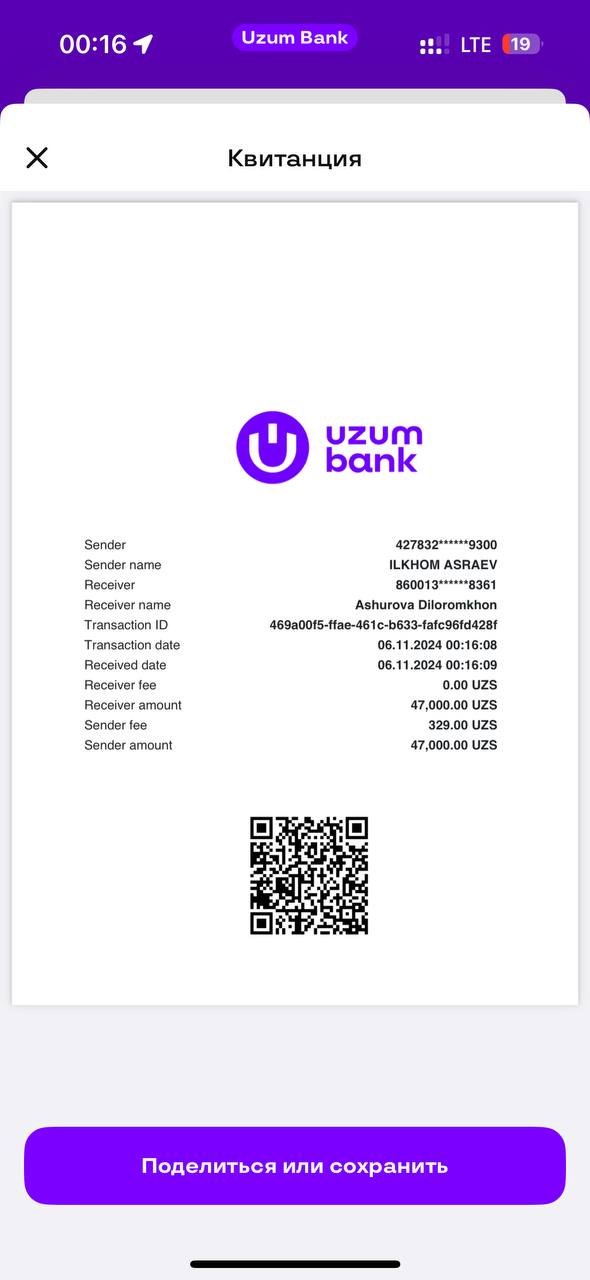 00:16
Uzum Bank
LTE
19
Квитанция
uzum
bank
Sender 427832******9300
Sender name ILKHOM ASRAEV
Receiver 860013******8361
Receiver name Ashurova Diloromkhon
Transaction ID 469a00f5-ffae-461c-b633-fafc96fd428f
Transaction date 06.11.2024 00:16:08
Received date 06.11.2024 00:16:09
Receiver fee 0.00 UZS
Receiver amount 47,000.00 UZS
Sender fee 329.00 UZS
Sender amount 47,000.00 UZS
Поделиться или сохранить